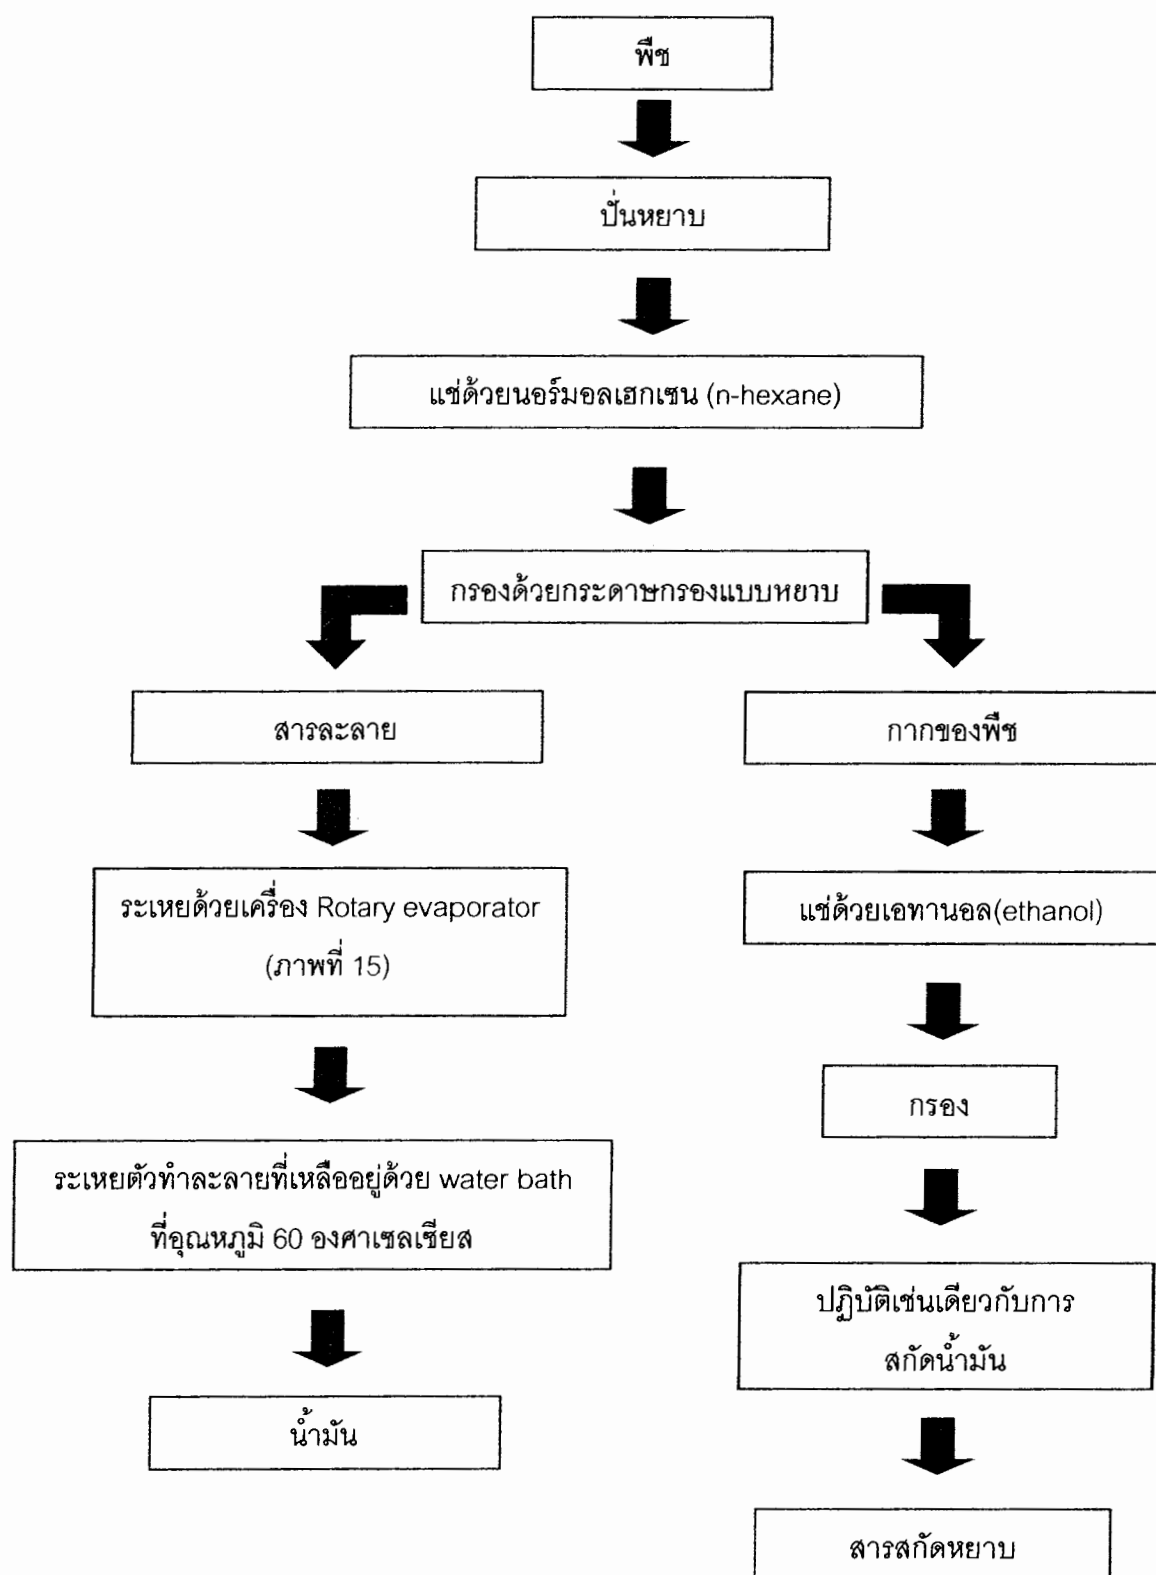 พืช
ปั่นหยาบ
แช่ด้วยนอร์มอลเฮกเซน (n-hexane)
กรองด้วยกระดาษกรองแบบหยาบ
สารละลาย
กากของพืช
ระเหยด้วยเครื่อง Rotary evaporator
(ภาพที่ 15)
แช่ด้วยเอทานอล(ethanol)
กรอง
ระเหยตัวทำละลายที่เหลืออยู่ด้วย water bath
ที่อุณหภูมิ 60 องศาเซลเซียส
ปฏิบัติเช่นเดียวกับการ
สกัดน้ำมัน
น้ำมัน
สารสกัดหยาบ